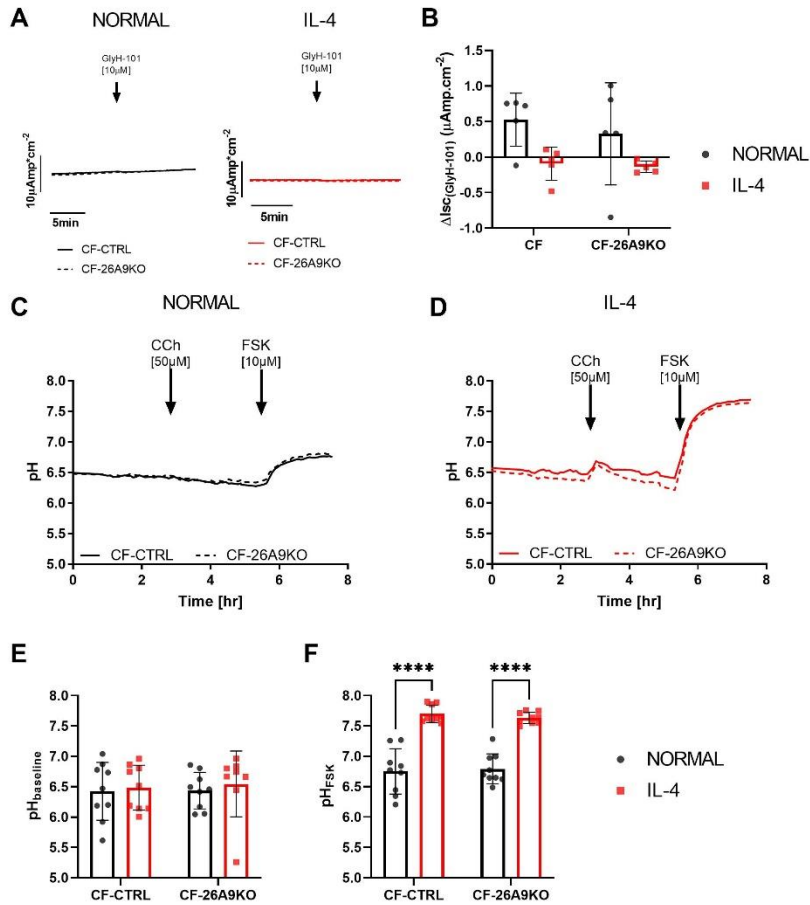 A
NORMAL
IL-4
GlyH-101
[10µM]
GlyH-101
[10µM]
10µAmp*cm-2
5min
10µAmp*cm-2
5min
CF-CTRL
CF-26A9KO
CF-CTRL
CF-26A9KO
B
ΔIsc(GlyH-101) (µAmp.cm-2)
1.5
1.0
0.5
0.0
-0.5
-1.0
CF
CF-26A9KO
NORMAL
IL-4
C
NORMAL
CCh
[50µM]
FSK
[10µM]
pH
8.0
7.5
7.0
6.5
6.0
5.5
5.0
CF-CTRL
CF-26A9KO
0 2 4 6 8
Time [hr]
D
IL-4
CCh
[50µM]
FSK
[10µM]
pH
8.0
7.5
7.0
6.5
6.0
5.5
5.0
CF-CTRL
CF-26A9KO
0 2 4 6 8
Time [hr]
E
pHbaseline
8.0
7.5
7.0
6.5
6.0
5.5
5.0
CF-CTRL
CF-26A9KO
F
**** ****
pHFSK
8.0
7.5
7.0
6.5
6.0
5.5
5.0
CF-CTRL
CF-26A9KO
NORMAL
IL-4